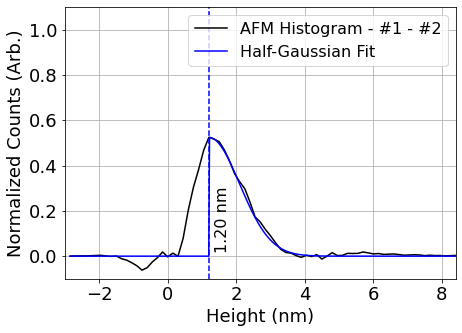 AFM Histogram - #1 - #2
Half-Gaussian Fit
Normalized Counts (Arb.)
1.0
0.8
0.6
0.4
0.2
0.0
1.20 nm
−2 0 2 4 6 8
Height (nm)